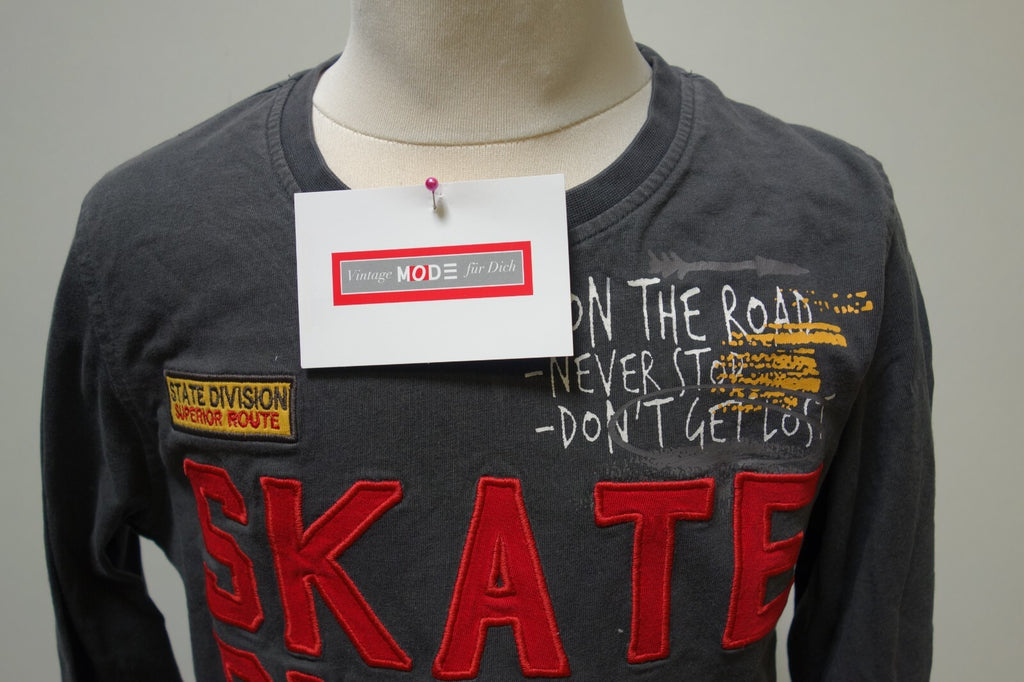 Vintage MODE für Dich
ON THE ROAD
-NEVER STOP
-DON'T GET LOST
STATE DIVISION
SUPERIOR ROUTE
SKATE